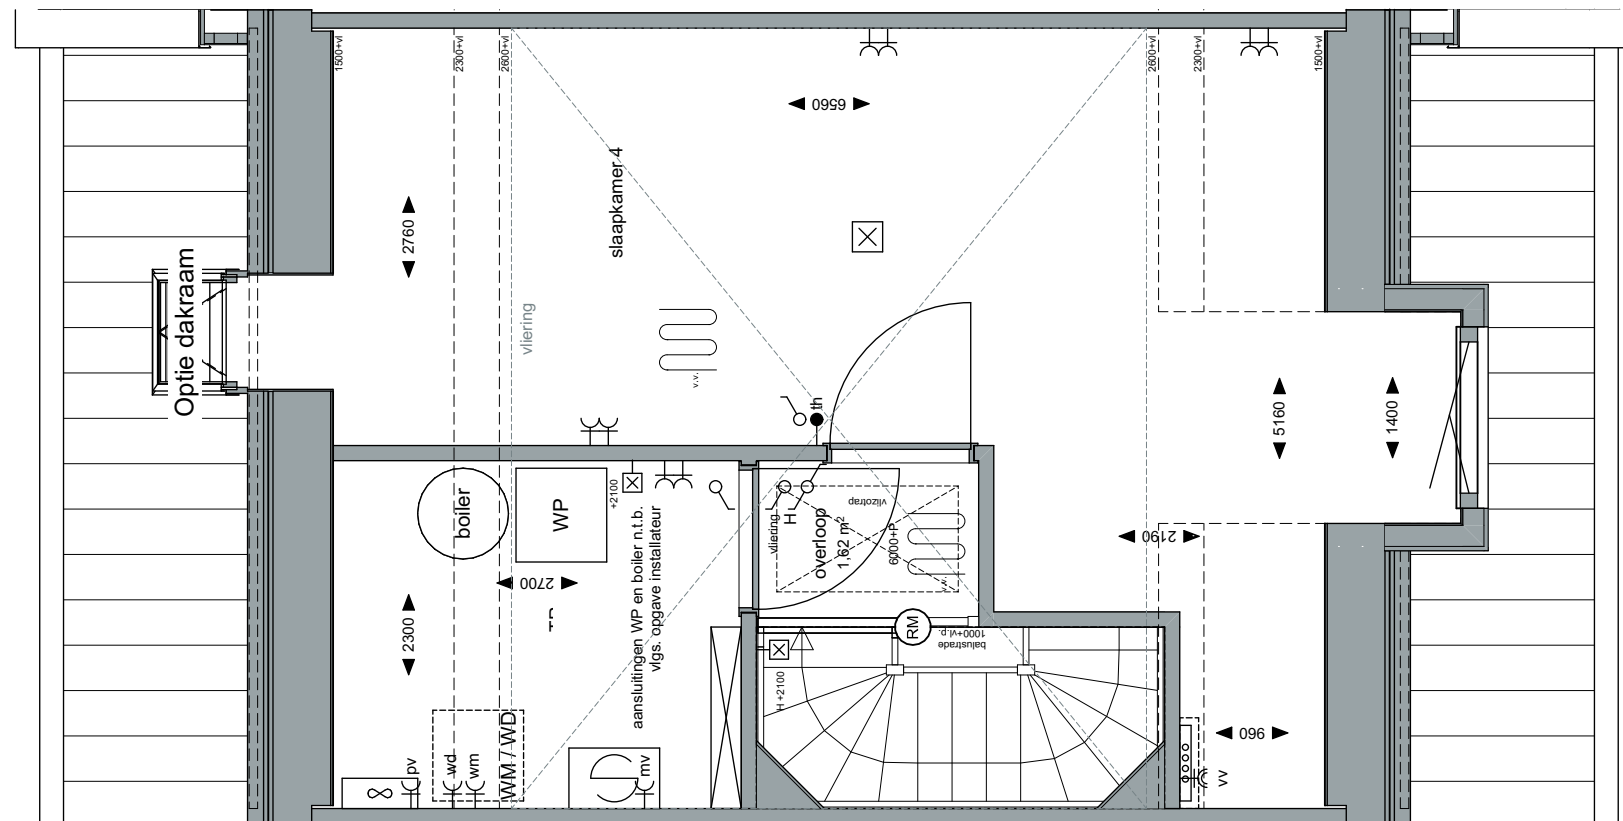 1500+vl
2300+vl
2600+vl
2600+vl
2300+vl
1500+vl
6560
slaapkamer 4
2760
Optie dakraam
vliering
v.v.
th
5160
1400
boiler
WP
+2100
aansluitingen WP en boiler n.t.b.
vlgs. opgave installateur
vliering
H
overloop
1,62 m²
vlizotrap
6000+P
v.v.
2190
2700
2300
RM
balustrade
1000+vl.p.
H +2100
960
pv
wd
wm
WM / WD
mv
vv